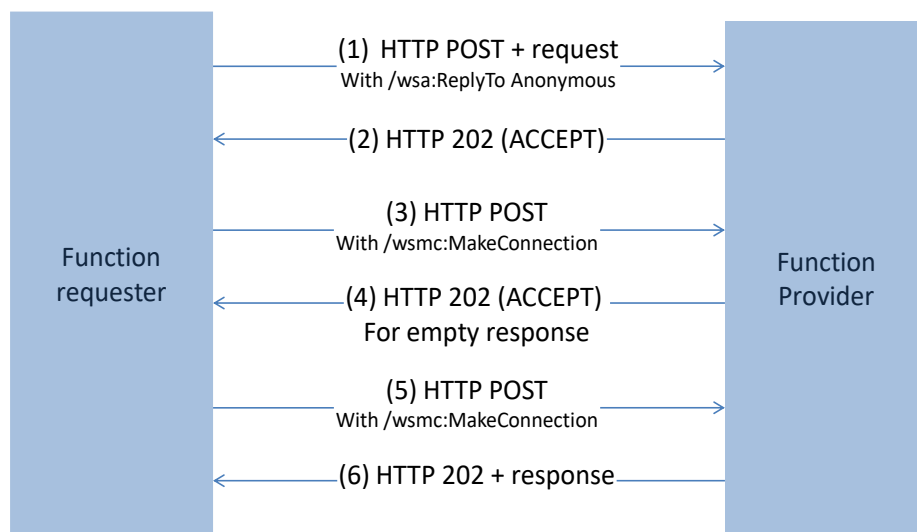 (1) HTTP POST + request
With /wsa:ReplyTo Anonymous
(2) HTTP 202 (ACCEPT)
(3) HTTP POST
With /wsmc:MakeConnection
Function
requester
Function
Provider
(4) HTTP 202 (ACCEPT)
For empty response
(5) HTTP POST
With /wsmc:MakeConnection
(6) HTTP 202 + response